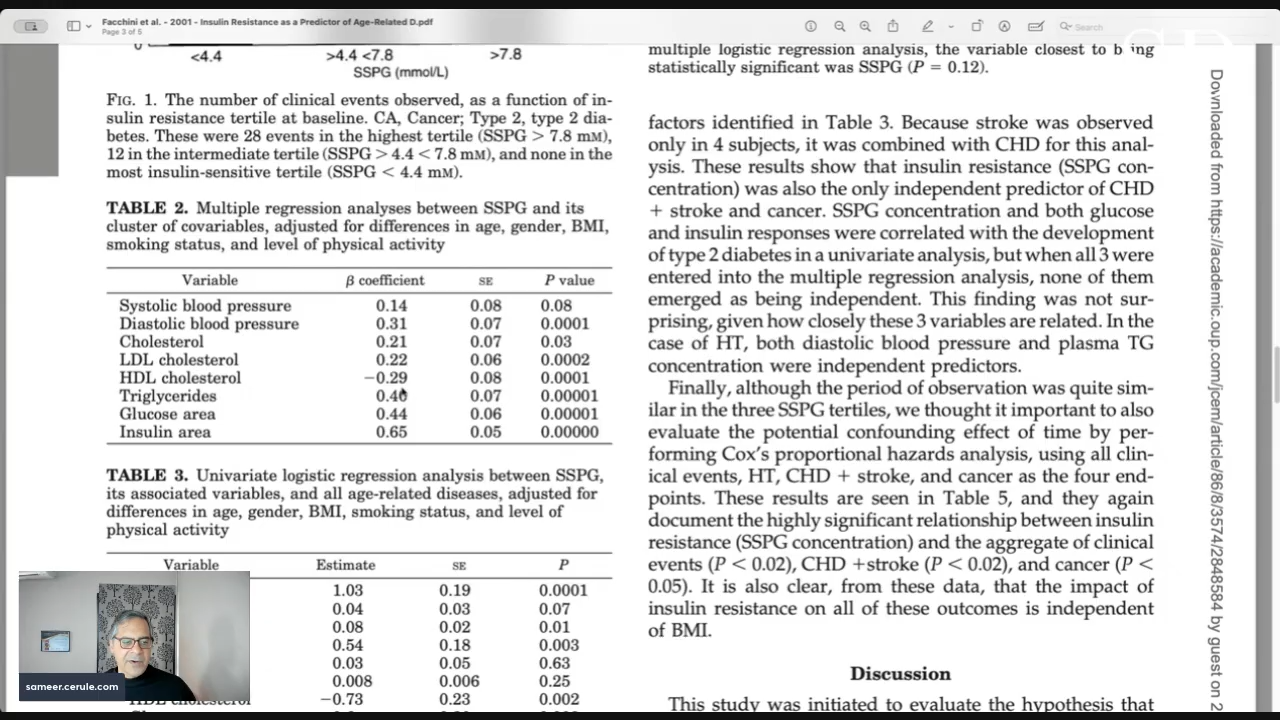 Facchini et al. - 2001 - Insulin Resistance as a Predictor of Age-Related D.pdf
Page 3 of 5
Search
<4.4 >4.4 <7.8 >7.8
SSPG (mmol/L)
FIG. 1. The number of clinical events observed, as a function of in-
sulin resistance tertile at baseline. CA, Cancer; Type 2, type 2 dia-
betes. These were 28 events in the highest tertile (SSPG > 7.8 mM),
12 in the intermediate tertile (SSPG > 4.4 < 7.8 mM), and none in the
most insulin-sensitive tertile (SSPG < 4.4 mM).
TABLE 2. Multiple regression analyses between SSPG and its
cluster of covariables, adjusted for differences in age, gender, BMI,
smoking status, and level of physical activity
Variable β coefficient SE P value
Systolic blood pressure 0.14 0.08 0.08
Diastolic blood pressure 0.31 0.07 0.0001
Cholesterol 0.21 0.07 0.03
LDL cholesterol 0.22 0.06 0.0002
HDL cholesterol −0.29 0.08 0.0001
Triglycerides 0.40 0.07 0.00001
Glucose area 0.44 0.06 0.00001
Insulin area 0.65 0.05 0.00000
TABLE 3. Univariate logistic regression analysis between SSPG,
its associated variables, and all age-related diseases, adjusted for
differences in age, gender, BMI, smoking status, and level of
physical activity
Variable Estimate SE P
1.03 0.19 0.0001
0.04 0.03 0.07
0.08 0.02 0.01
0.54 0.18 0.003
0.03 0.05 0.63
0.008 0.006 0.25
HDL cholesterol −0.73 0.23 0.002
sameer.cerule.com
multiple logistic regression analysis, the variable closest to being
statistically significant was SSPG (P = 0.12).
factors identified in Table 3. Because stroke was observed
only in 4 subjects, it was combined with CHD for this anal-
ysis. These results show that insulin resistance (SSPG con-
centration) was also the only independent predictor of CHD
+ stroke and cancer. SSPG concentration and both glucose
and insulin responses were correlated with the development
of type 2 diabetes in a univariate analysis, but when all 3 were
entered into the multiple regression analysis, none of them
emerged as being independent. This finding was not sur-
prising, given how closely these 3 variables are related. In the
case of HT, both diastolic blood pressure and plasma TG
concentration were independent predictors.
Finally, although the period of observation was quite sim-
ilar in the three SSPG tertiles, we thought it important to also
evaluate the potential confounding effect of time by per-
forming Cox's proportional hazards analysis, using all clin-
ical events, HT, CHD + stroke, and cancer as the four end-
points. These results are seen in Table 5, and they again
document the highly significant relationship between insulin
resistance (SSPG concentration) and the aggregate of clinical
events (P < 0.02), CHD +stroke (P < 0.02), and cancer (P <
0.05). It is also clear, from these data, that the impact of
insulin resistance on all of these outcomes is independent
of BMI.
Discussion
This study was initiated to evaluate the hypothesis that
Downloaded from https://academic.oup.com/jcem/article/86/8/3574/2848584 by guest on 2